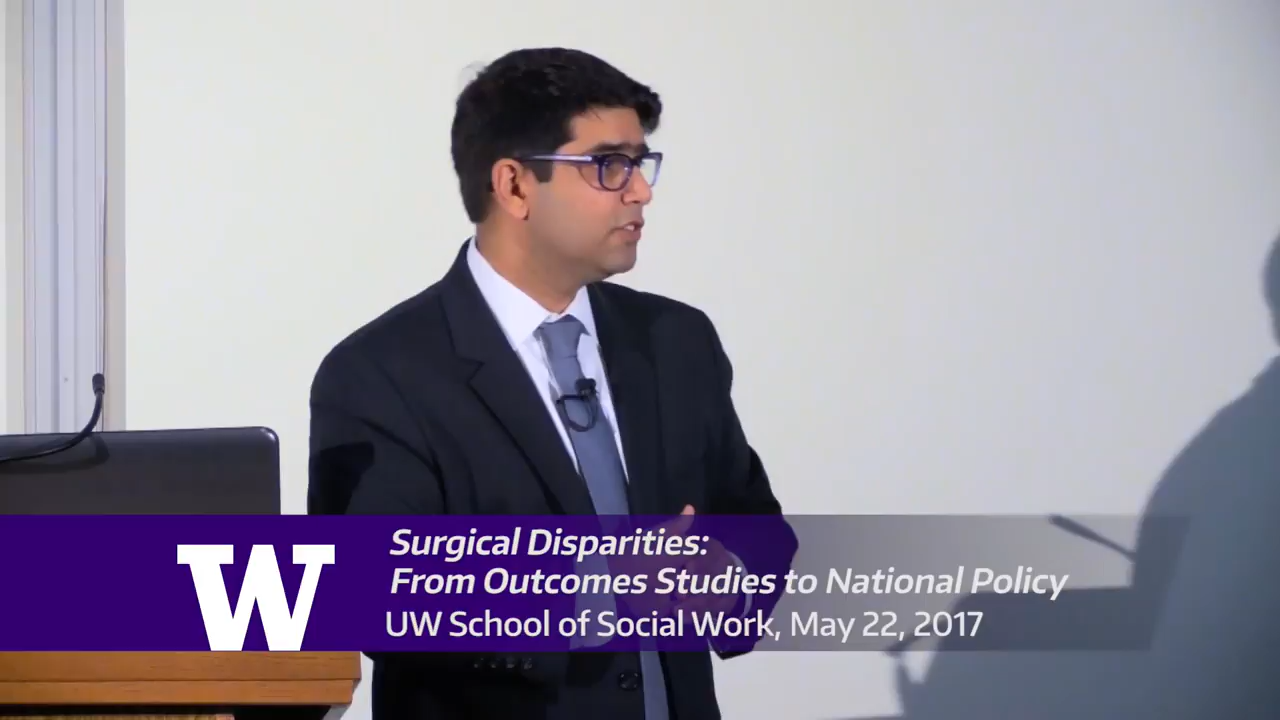 W
Surgical Disparities:
From Outcomes Studies to National Policy
UW School of Social Work, May 22, 2017